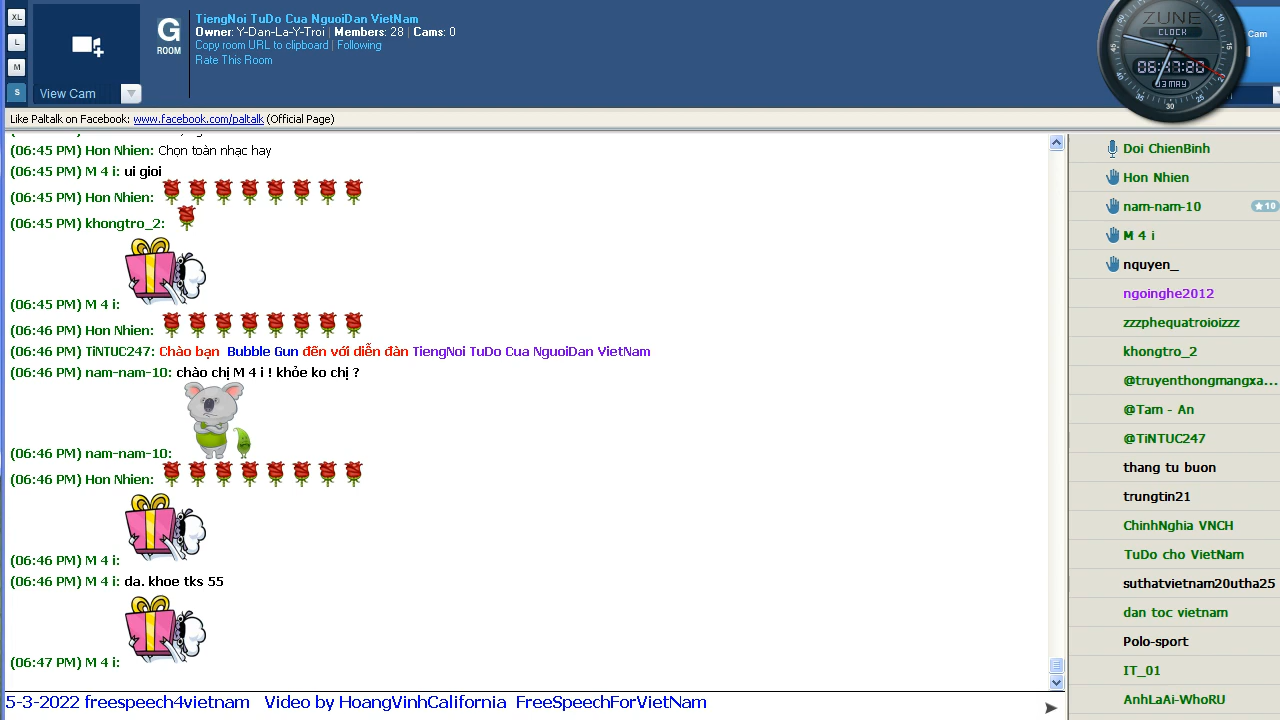 XL
L
M
S
View Cam
G
ROOM
TiengNoi TuDo Cua NguoiDan VietNam
Owner: Y-Dan-La-Y-Troi | Members: 28 | Cams: 0
Copy room URL to clipboard | Following
Rate This Room
ZUNE
CLOCK
06:47:20
03 MAY
Cam
Like Paltalk on Facebook: www.facebook.com/paltalk (Official Page)
(06:45 PM) Hon Nhien: Chọn toàn nhạc hay
(06:45 PM) M 4 i: ui gioi
(06:45 PM) Hon Nhien:
(06:45 PM) khongtro_2:
(06:45 PM) M 4 i:
(06:46 PM) Hon Nhien:
(06:46 PM) TiNTUC247: Chào bạn Bubble Gun đến với diễn đàn TiengNoi TuDo Cua NguoiDan VietNam
(06:46 PM) nam-nam-10: chào chị M 4 i ! khỏe ko chị ?
(06:46 PM) nam-nam-10:
(06:46 PM) Hon Nhien:
(06:46 PM) M 4 i:
(06:46 PM) M 4 i: da. khoe tks 55
(06:47 PM) M 4 i:
5-3-2022 freespeech4vietnam Video by HoangVinhCalifornia FreeSpeechForVietNam
Doi ChienBinh
Hon Nhien
nam-nam-10 ★10
M 4 i
nquyen_
ngoinghe2012
zzzphequatroioizzz
khongtro_2
@truyenthongmangxa...
@Tam - An
@TiNTUC247
thang tu buon
trungtin21
ChinhNghia VNCH
TuDo cho VietNam
suthatvietnam20utha25
dan toc vietnam
Polo-sport
IT_01
AnhLaAi-WhoRU